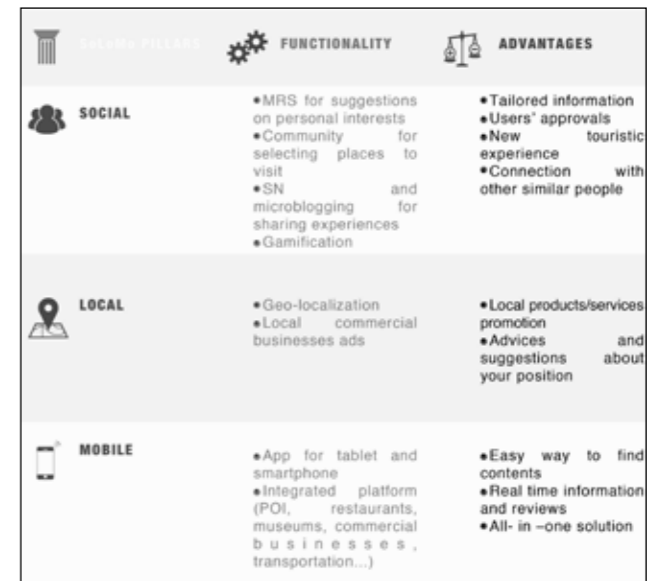 SoLoMo PILLARS FUNCTIONALITY ADVANTAGES
SOCIAL
•MRS for suggestions
on personal interests
•Community for
selecting places to
visit
•SN and
microblogging for
sharing experiences
•Gamification
•Tailored information
•Users' approvals
•New touristic
experience
•Connection with
other similar people
LOCAL
•Geo-localization
•Local commercial
businesses ads
•Local products/services
promotion
•Advices and
suggestions about
your position
MOBILE
•App for tablet and
smartphone
•Integrated platform
(POI, restaurants,
museums, commercial
businesses,
transportation...)
•Easy way to find
contents
•Real time information
and reviews
•All- in –one solution